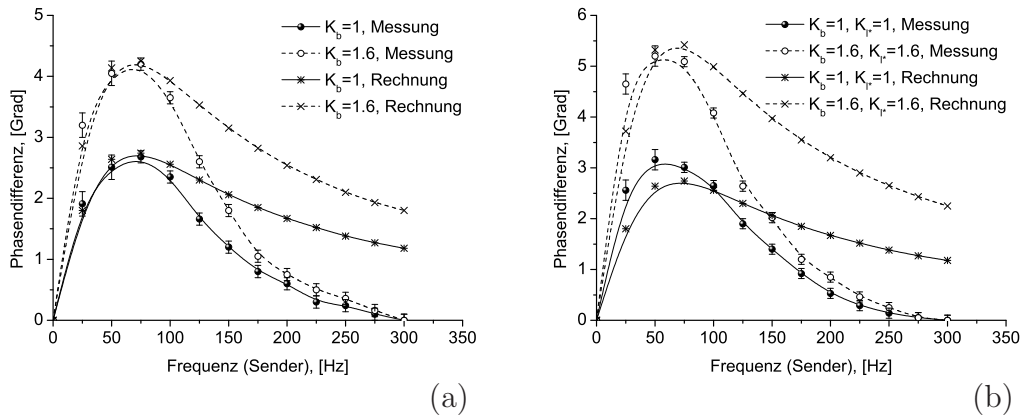 K_b=1, Messung
K_b=1.6, Messung
K_b=1, Rechnung
K_b=1.6, Rechnung
5
4
3
2
1
0
Phasendifferenz, [Grad]
0 50 100 150 200 250 300 350
Frequenz (Sender), [Hz]
(a)
K_b=1, K_l*=1, Messung
K_b=1.6, K_l*=1.6, Messung
K_b=1, K_l*=1, Rechnung
K_b=1.6, K_l*=1.6, Rechnung
6
5
4
3
2
1
0
Phasendifferenz, [Grad]
0 50 100 150 200 250 300 350
Frequenz (Sender), [Hz]
(b)